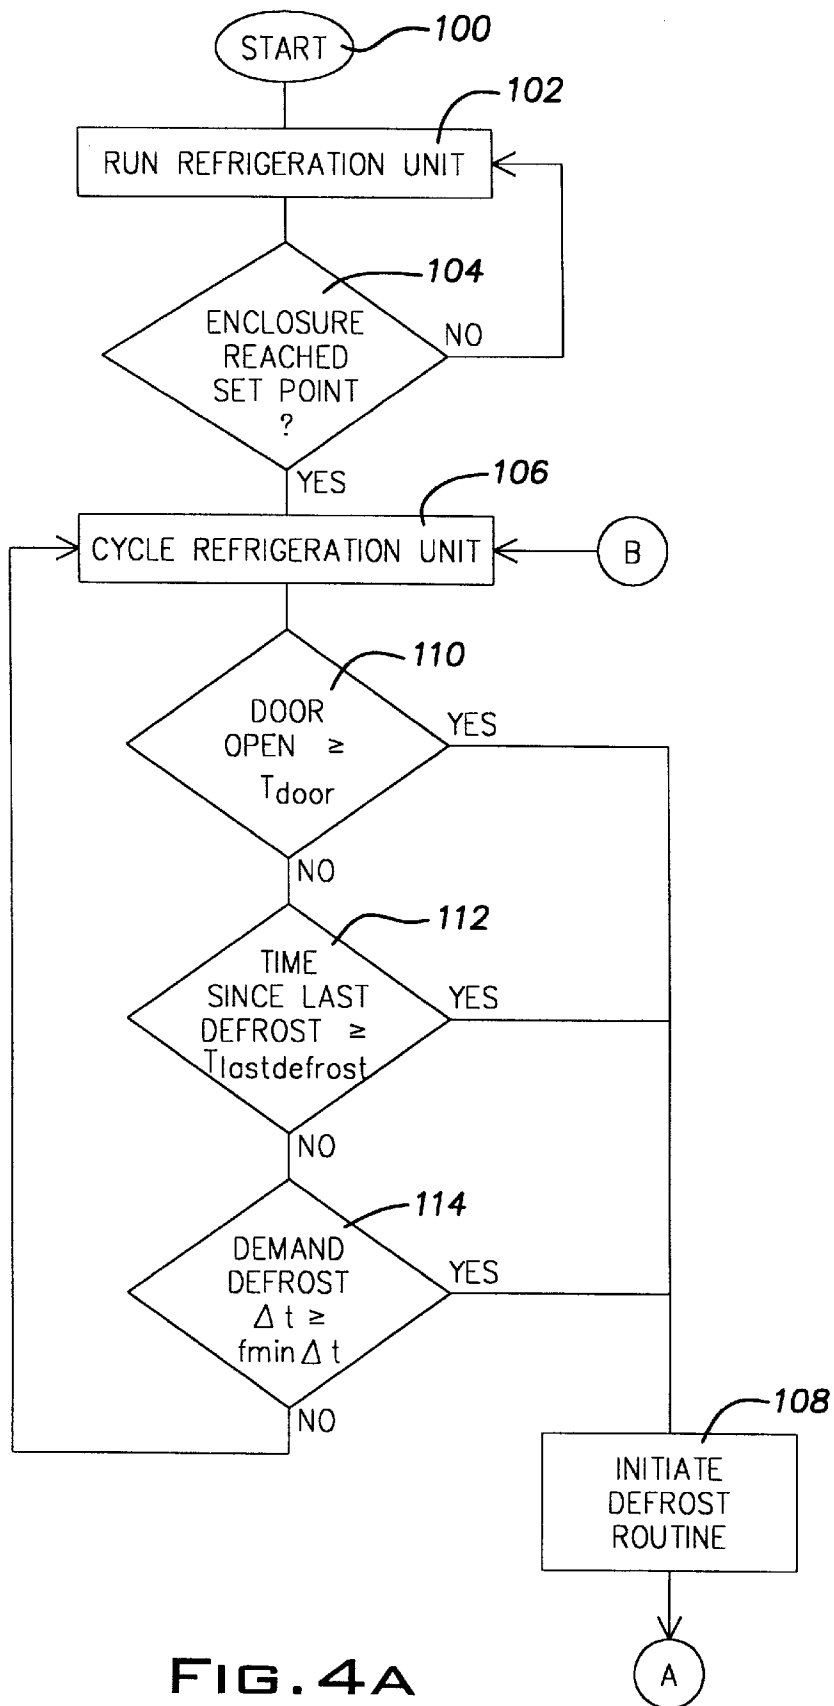 START
100
102
RUN REFRIGERATION UNIT
104
ENCLOSURE
REACHED
SET POINT
?
NO
YES
106
CYCLE REFRIGERATION UNIT
B
110
DOOR
OPEN ≥
Tdoor
YES
NO
112
TIME
SINCE LAST
DEFROST ≥
Tlastdefrost
YES
NO
114
DEMAND
DEFROST
Δ t ≥
fmin Δ t
YES
NO
108
INITIATE
DEFROST
ROUTINE
A
FIG. 4A